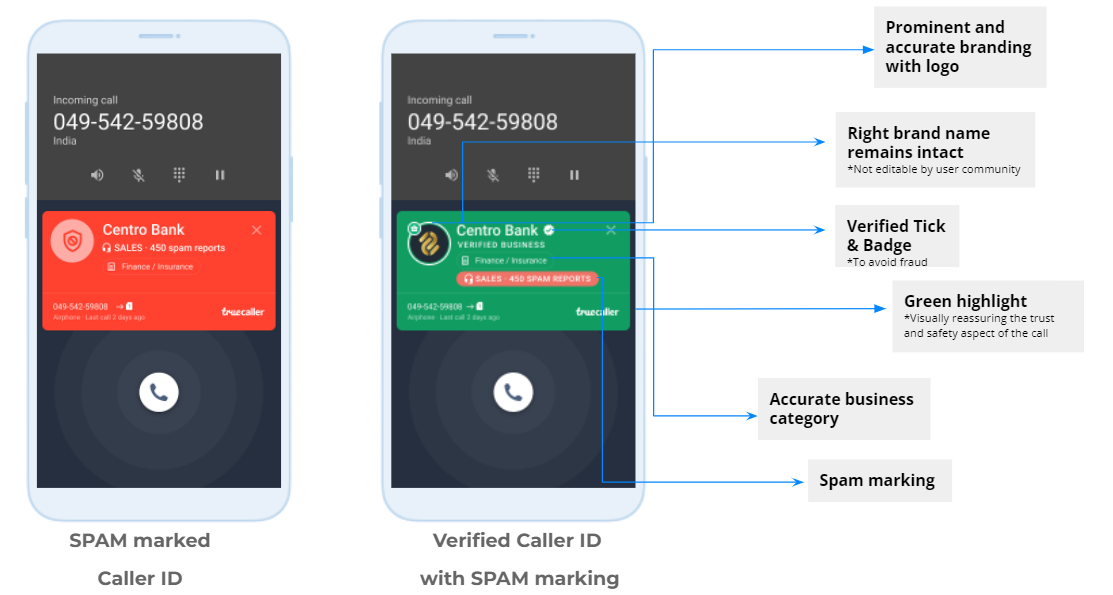 Incoming call
049-542-59808
India
Centro Bank
SALES · 450 spam reports
Finance / Insurance
049-542-59808
Airphone · Last call 2 days ago
truecaller
SPAM marked
Caller ID
Incoming call
049-542-59808
India
Centro Bank
VERIFIED BUSINESS
Finance / Insurance
SALES · 450 SPAM REPORTS
049-542-59808
Airphone · Last call 2 days ago
truecaller
Verified Caller ID
with SPAM marking
Prominent and
accurate branding
with logo
Right brand name
remains intact
*Not editable by user community
Verified Tick
& Badge
*To avoid fraud
Green highlight
*Visually reassuring the trust
and safety aspect of the call
Accurate business
category
Spam marking